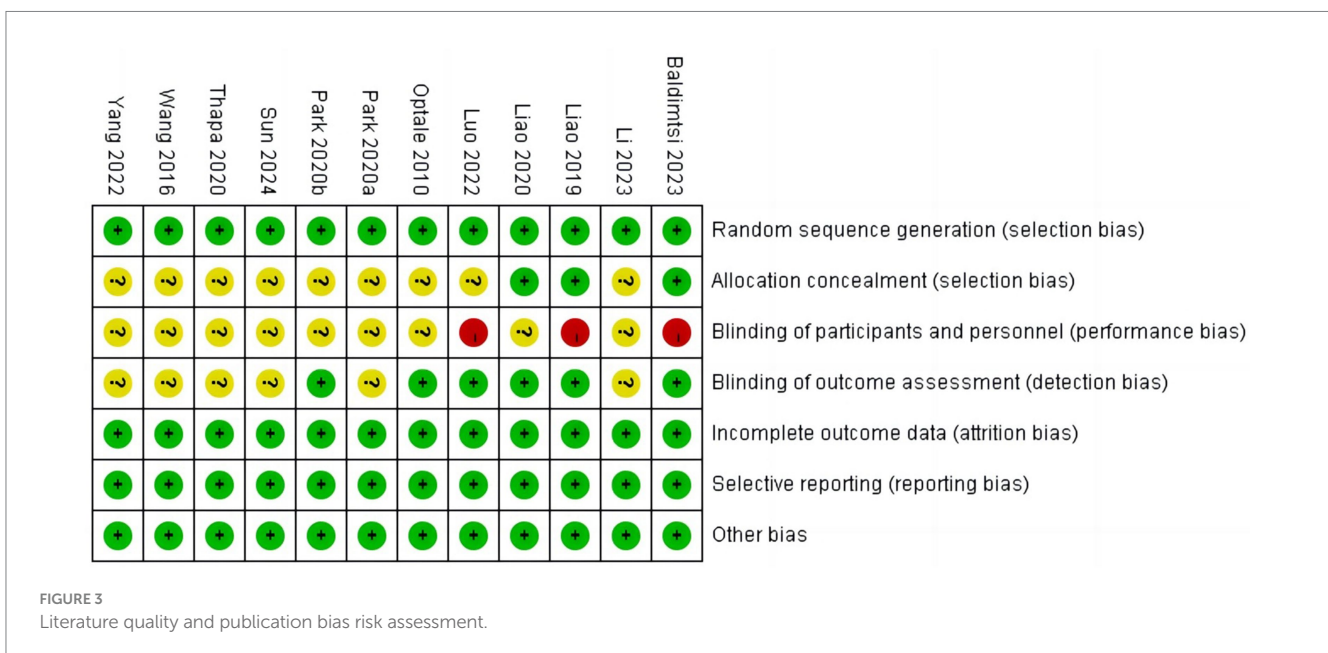 Yang 2022
Wang 2016
Thapa 2020
Sun 2024
Park 2020b
Park 2020a
Optale 2010
Luo 2022
Liao 2020
Liao 2019
Li 2023
Baldimtsi 2023
+ + + + + + + + + + + + Random sequence generation (selection bias)
? ? ? ? ? ? ? ? + + ? + Allocation concealment (selection bias)
? ? ? ? ? ? ? - ? - ? - Blinding of participants and personnel (performance bias)
? ? ? ? + ? + + + + ? + Blinding of outcome assessment (detection bias)
+ + + + + + + + + + + + Incomplete outcome data (attrition bias)
+ + + + + + + + + + + + Selective reporting (reporting bias)
+ + + + + + + + + + + + Other bias
FIGURE 3
Literature quality and publication bias risk assessment.